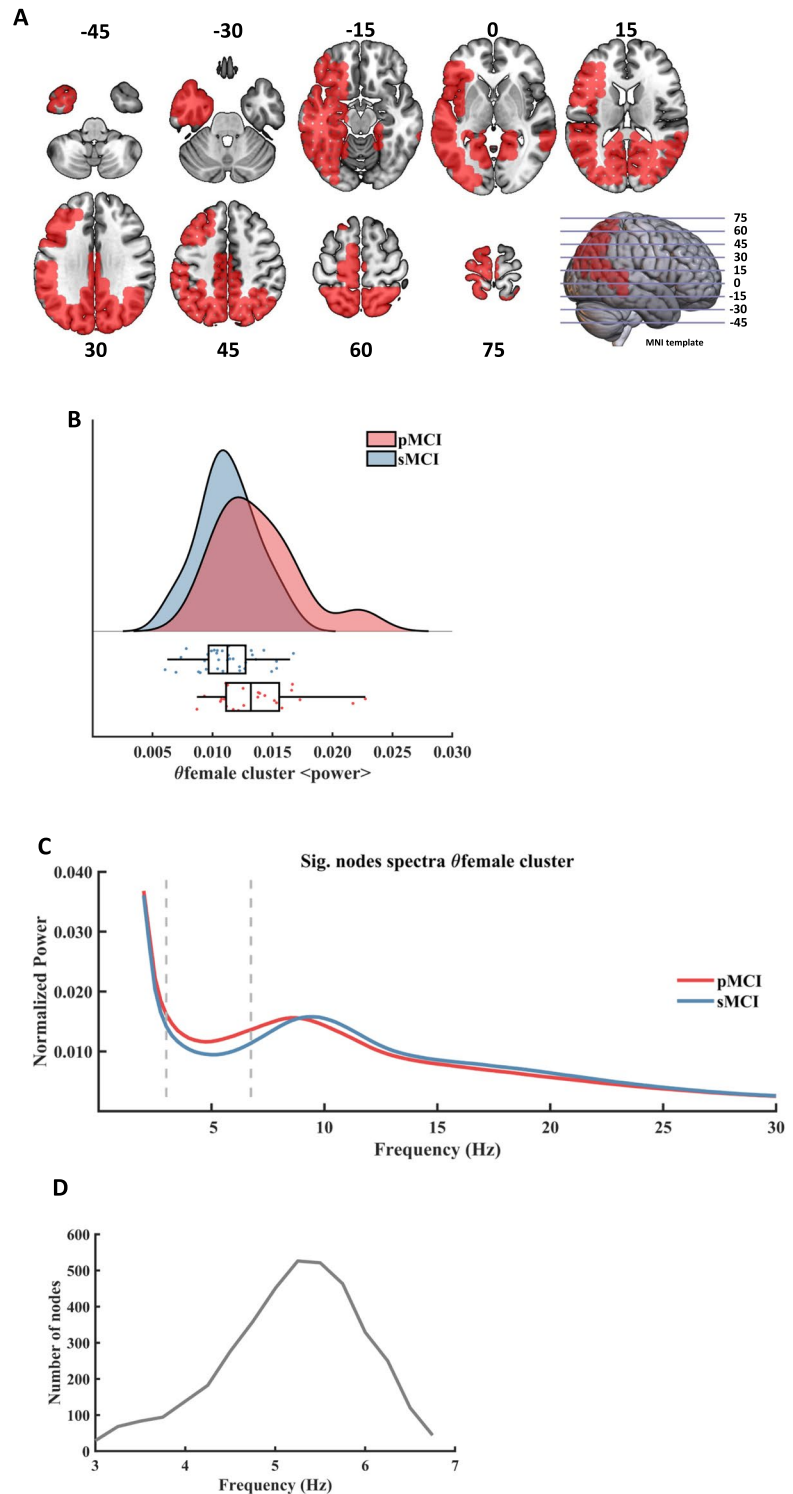 A
-45
-30
-15
0
15
30
45
60
75
75
60
45
30
15
0
-15
-30
-45
MNI template
B
pMCI
sMCI
0.005 0.010 0.015 0.020 0.025 0.030
θfemale cluster <power>
C
Sig. nodes spectra θfemale cluster
0.040
0.030
0.020
0.010
Normalized Power
pMCI
sMCI
5 10 15 20 25 30
Frequency (Hz)
D
600
500
400
300
200
100
0
Number of nodes
3 4 5 6 7
Frequency (Hz)